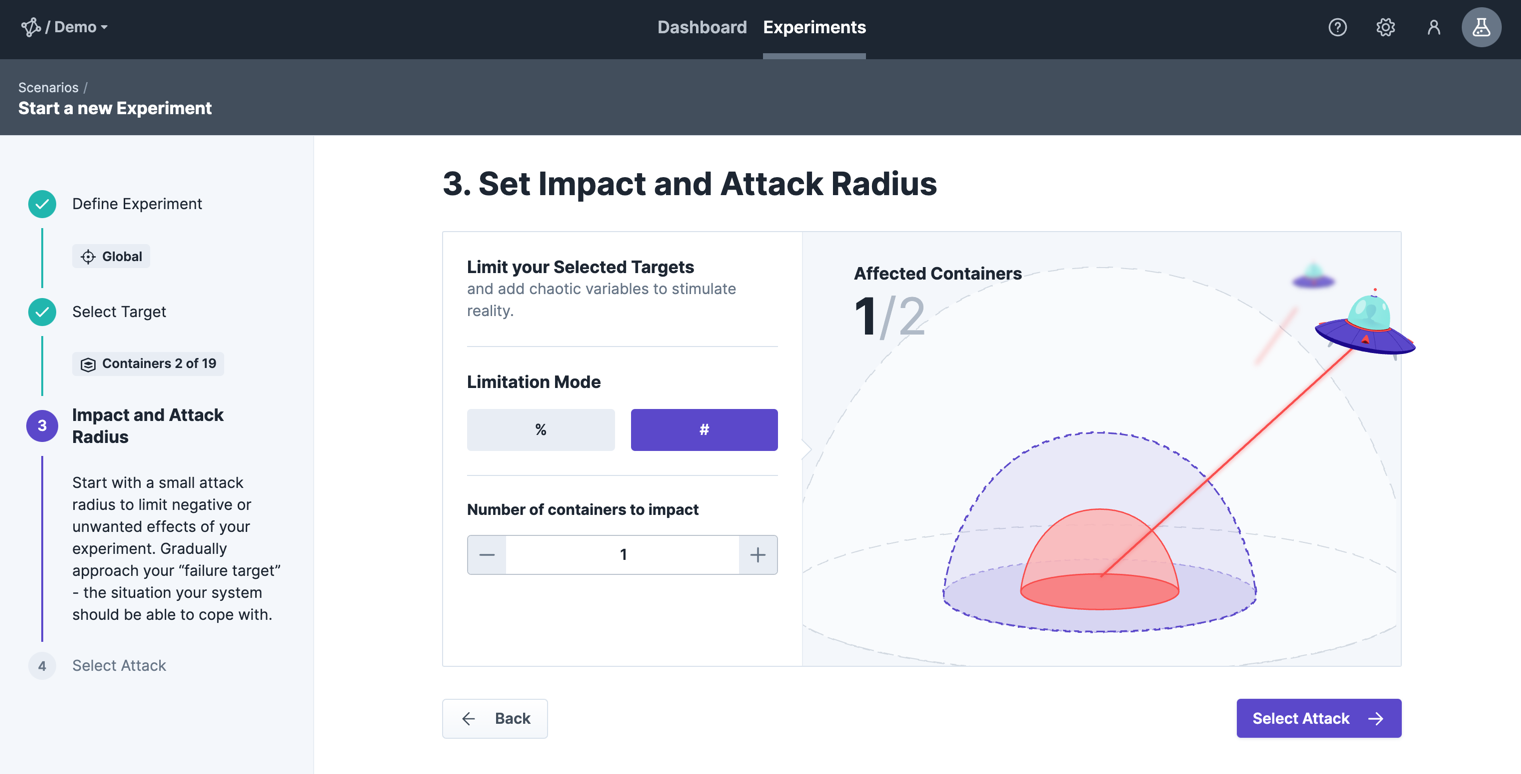 / Demo
Dashboard
Experiments
Scenarios /
Start a new Experiment
Define Experiment
Global
Select Target
Containers 2 of 19
3
Impact and Attack
Radius
Start with a small attack
radius to limit negative or
unwanted effects of your
experiment. Gradually
approach your “failure target”
- the situation your system
should be able to cope with.
4
Select Attack
3. Set Impact and Attack Radius
Limit your Selected Targets
and add chaotic variables to stimulate
reality.
Limitation Mode
%
#
Number of containers to impact
1
Affected Containers
1/2
Back
Select Attack